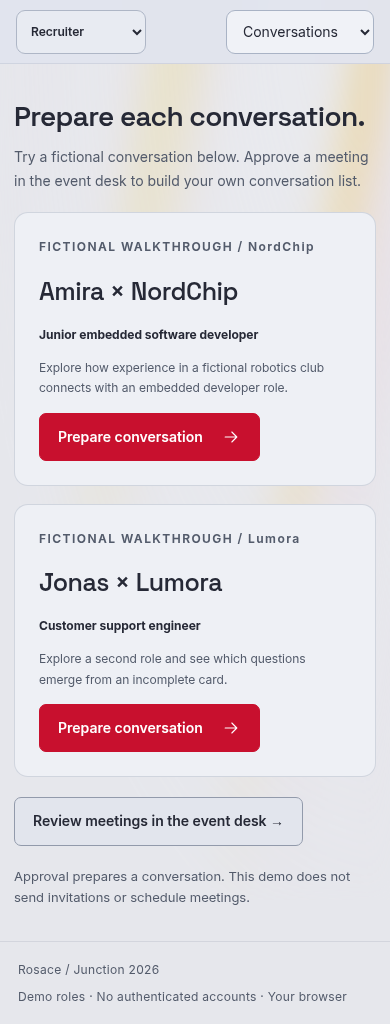 Recruiter
Conversations
Prepare each conversation.
Try a fictional conversation below. Approve a meeting
in the event desk to build your own conversation list.
FICTIONAL WALKTHROUGH / NordChip
Amira × NordChip
Junior embedded software developer
Explore how experience in a fictional robotics club
connects with an embedded developer role.
Prepare conversation →
FICTIONAL WALKTHROUGH / Lumora
Jonas × Lumora
Customer support engineer
Explore a second role and see which questions
emerge from an incomplete card.
Prepare conversation →
Review meetings in the event desk →
Approval prepares a conversation. This demo does not
send invitations or schedule meetings.
Rosace / Junction 2026
Demo roles · No authenticated accounts · Your browser